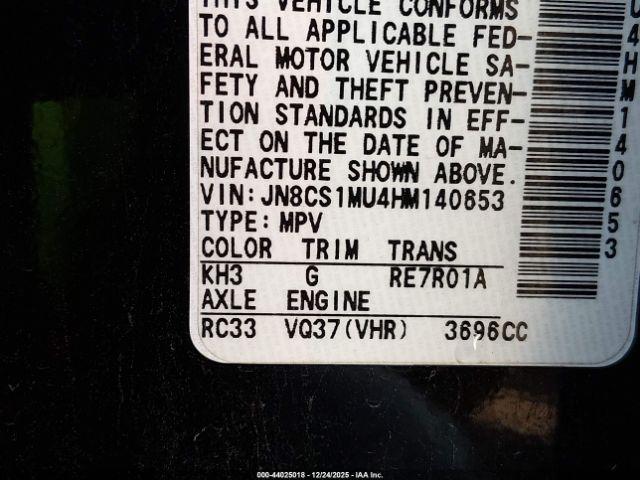 THIS VEHICLE CONFORMS
TO ALL APPLICABLE FED-
ERAL MOTOR VEHICLE SA-
FETY AND THEFT PREVEN-
TION STANDARDS IN EFF-
ECT ON THE DATE OF MA-
NUFACTURE SHOWN ABOVE.
VIN:JN8CS1MU4HM140653
TYPE:MPV
COLOR TRIM TRANS
KH3 G RE7R01A
AXLE ENGINE
RC33 VQ37(VHR) 3696CC
U4HM140653
000-44025018 - 12/24/2025 - IAA Inc.